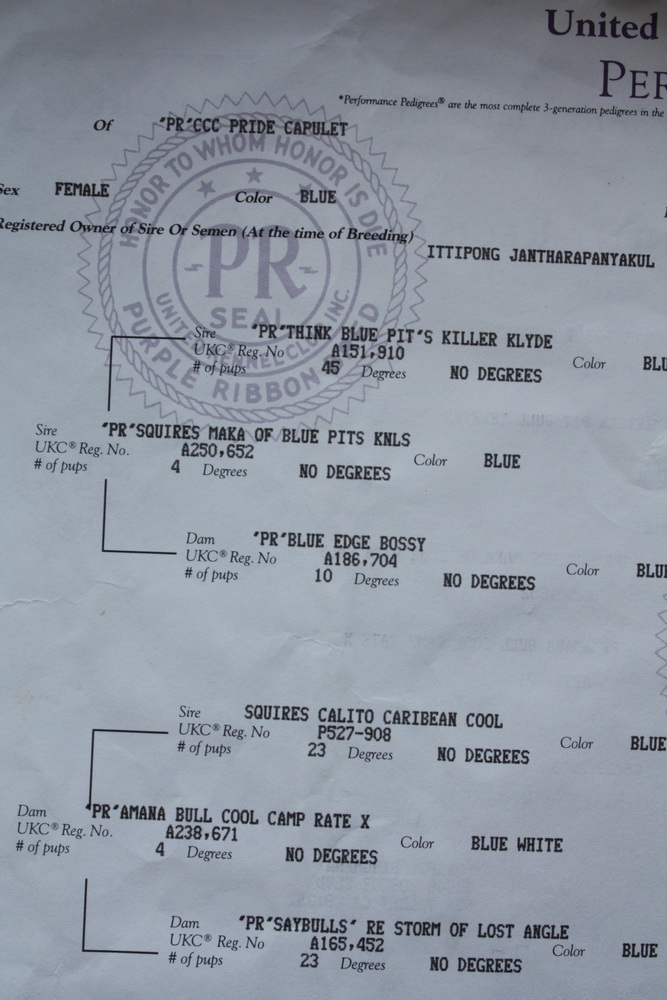 United
PER
*Performance Pedigrees® are the most complete 3-generation pedigrees in the
Of 'PR'CCC PRIDE CAPULET
HONOR TO WHOM HONOR IS DUE
Sex FEMALE Color BLUE
Registered Owner of Sire Or Semen (At the time of Breeding)
ITTIPONG JANTHARAPANYAKUL
-PR-
SEAL
UNITED KENNEL CLUB INC.
PURPLE RIBBON
Sire 'PR'THINK BLUE PIT'S KILLER KLYDE
UKC® Reg. No A151,910 Color BLU
# of pups 45 Degrees NO DEGREES
Sire 'PR'SQUIRES MAKA OF BLUE PITS KNLS
UKC® Reg. No. A250,652 Color BLUE
# of pups 4 Degrees NO DEGREES
Dam 'PR'BLUE EDGE BOSSY
UKC® Reg. No A186,704 Color BLU
# of pups 10 Degrees NO DEGREES
Sire SQUIRES CALITO CARIBEAN COOL
UKC® Reg. No P527-908 Color BLUE
# of pups 23 Degrees NO DEGREES
Dam 'PR'AMANA BULL COOL CAMP RATE X
UKC® Reg. No. A238,671 Color BLUE WHITE
# of pups 4 Degrees NO DEGREES
Dam 'PR'SAYBULLS' RE STORM OF LOST ANGLE
UKC® Reg. No A165,452 Color BLUE
# of pups 23 Degrees NO DEGREES